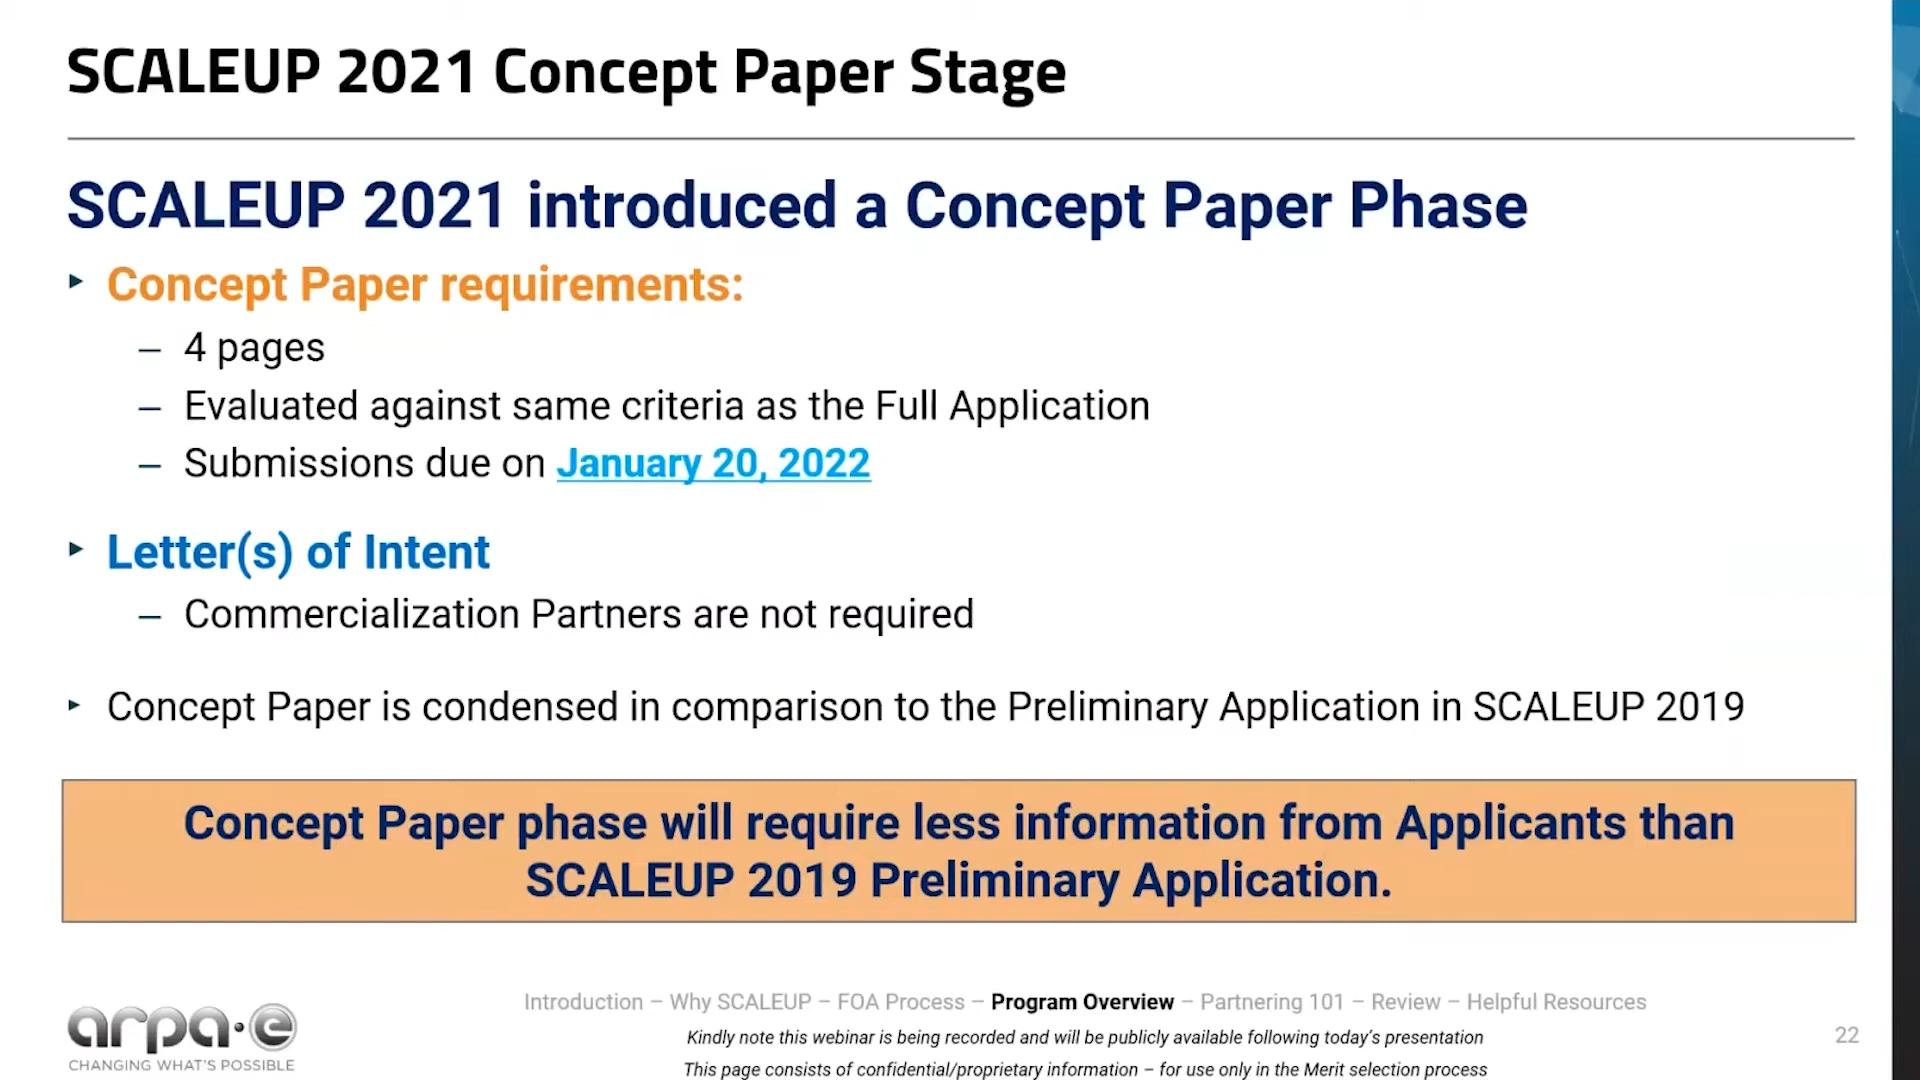 SCALEUP 2021 Concept Paper Stage
SCALEUP 2021 introduced a Concept Paper Phase
‣ Concept Paper requirements:
– 4 pages
– Evaluated against same criteria as the Full Application
– Submissions due on January 20, 2022
‣ Letter(s) of Intent
– Commercialization Partners are not required
‣ Concept Paper is condensed in comparison to the Preliminary Application in SCALEUP 2019
Concept Paper phase will require less information from Applicants than
SCALEUP 2019 Preliminary Application.
Introduction – Why SCALEUP – FOA Process – Program Overview – Partnering 101 – Review – Helpful Resources
Kindly note this webinar is being recorded and will be publicly available following today’s presentation
This page consists of confidential/proprietary information – for use only in the Merit selection process
arpa·e
CHANGING WHAT'S POSSIBLE
22